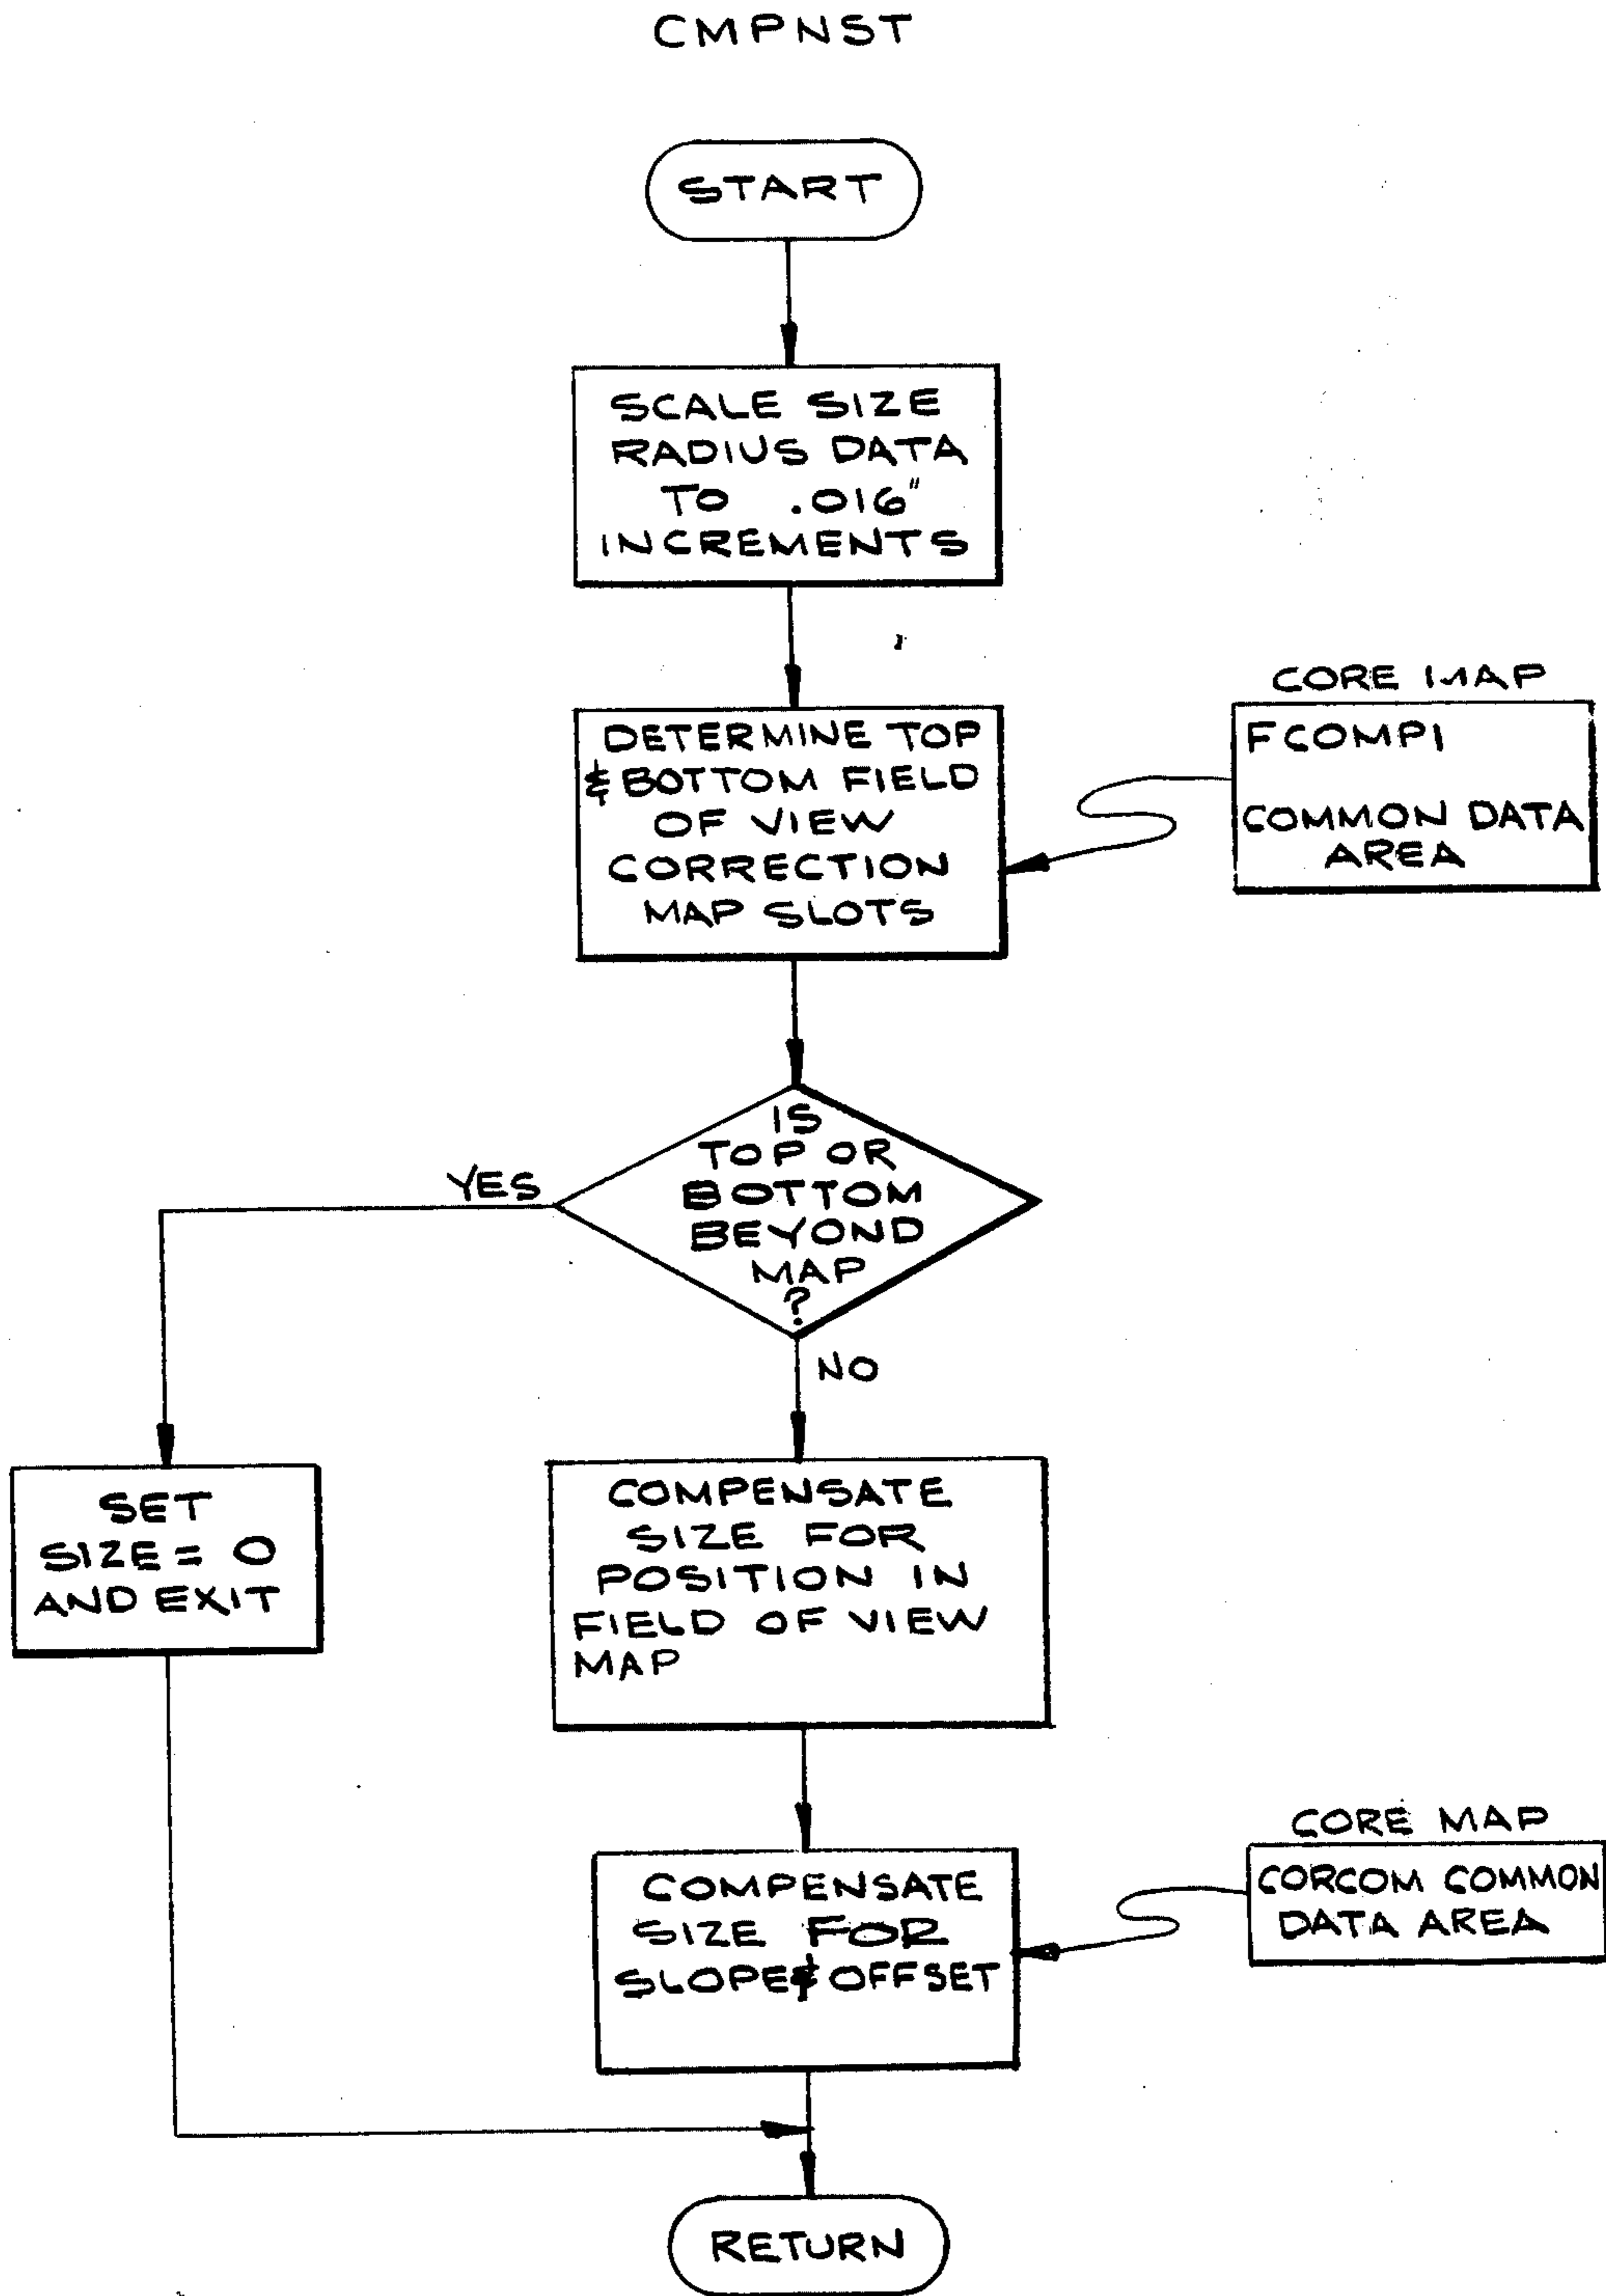 CMPNST
START
SCALE SIZE
RADIUS DATA
TO .016"
INCREMENTS
CORE MAP
DETERMINE TOP
& BOTTOM FIELD
OF VIEW
CORRECTION
MAP SLOTS
FCOMP1
COMMON DATA
AREA
IS
TOP OR
BOTTOM
BEYOND
MAP
?
YES
NO
SET
SIZE = 0
AND EXIT
COMPENSATE
SIZE FOR
POSITION IN
FIELD OF VIEW
MAP
CORE MAP
COMPENSATE
SIZE FOR
SLOPE & OFFSET
CORCOM COMMON
DATA AREA
RETURN